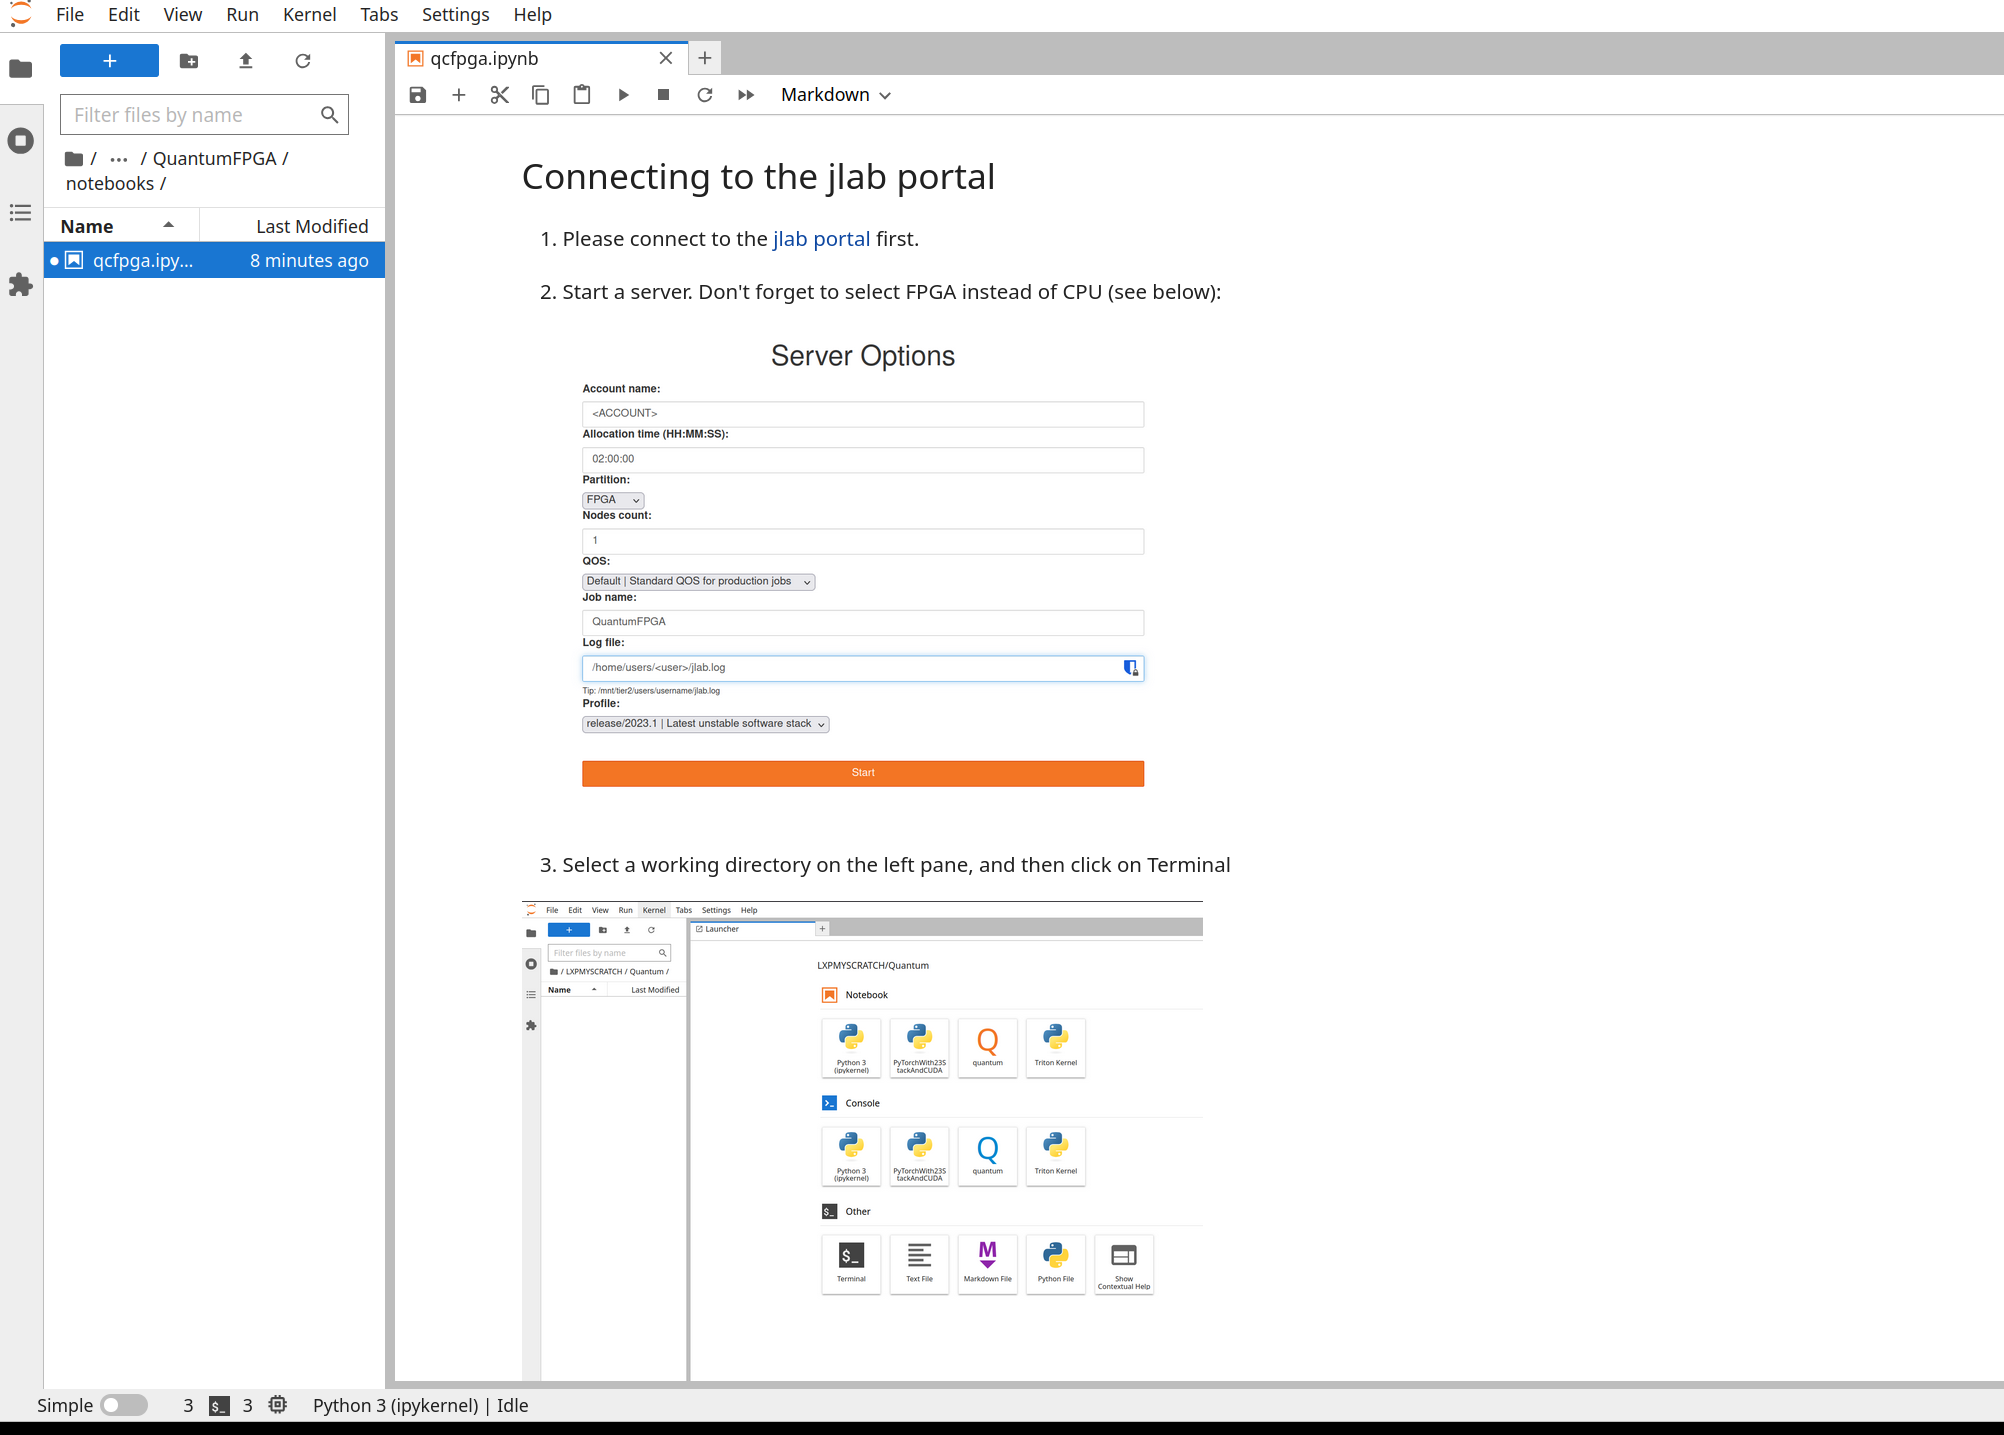 File Edit View Run Kernel Tabs Settings Help
+
Filter files by name
/ ··· / QuantumFPGA /
notebooks /
Name Last Modified
qcfpga.ipy... 8 minutes ago
qcfpga.ipynb
Markdown
Connecting to the jlab portal
1. Please connect to the jlab portal first.
2. Start a server. Don't forget to select FPGA instead of CPU (see below):
Server Options
Account name:
<ACCOUNT>
Allocation time (HH:MM:SS):
02:00:00
Partition:
FPGA
Nodes count:
1
QOS:
Default | Standard QOS for production jobs
Job name:
QuantumFPGA
Log file:
/home/users/<user>/jlab.log
Tip: /mnt/tier2/users/username/jlab.log
Profile:
release/2023.1 | Latest unstable software stack
Start
3. Select a working directory on the left pane, and then click on Terminal
File Edit View Run Kernel Tabs Settings Help
Launcher
Filter files by name
/ LXPMYSCRATCH / Quantum /
Name Last Modified
LXPMYSCRATCH/Quantum
Notebook
Python 3 (ipykernel)
PyTorchWith23S
tackAndCUDA
quantum
Triton Kernel
Console
Python 3 (ipykernel)
PyTorchWith23S
tackAndCUDA
quantum
Triton Kernel
$_ Other
$_
Terminal
Text File
M
Markdown File
Python File
Show
Contextual Help
Simple 3 $_ 3 Python 3 (ipykernel) | Idle